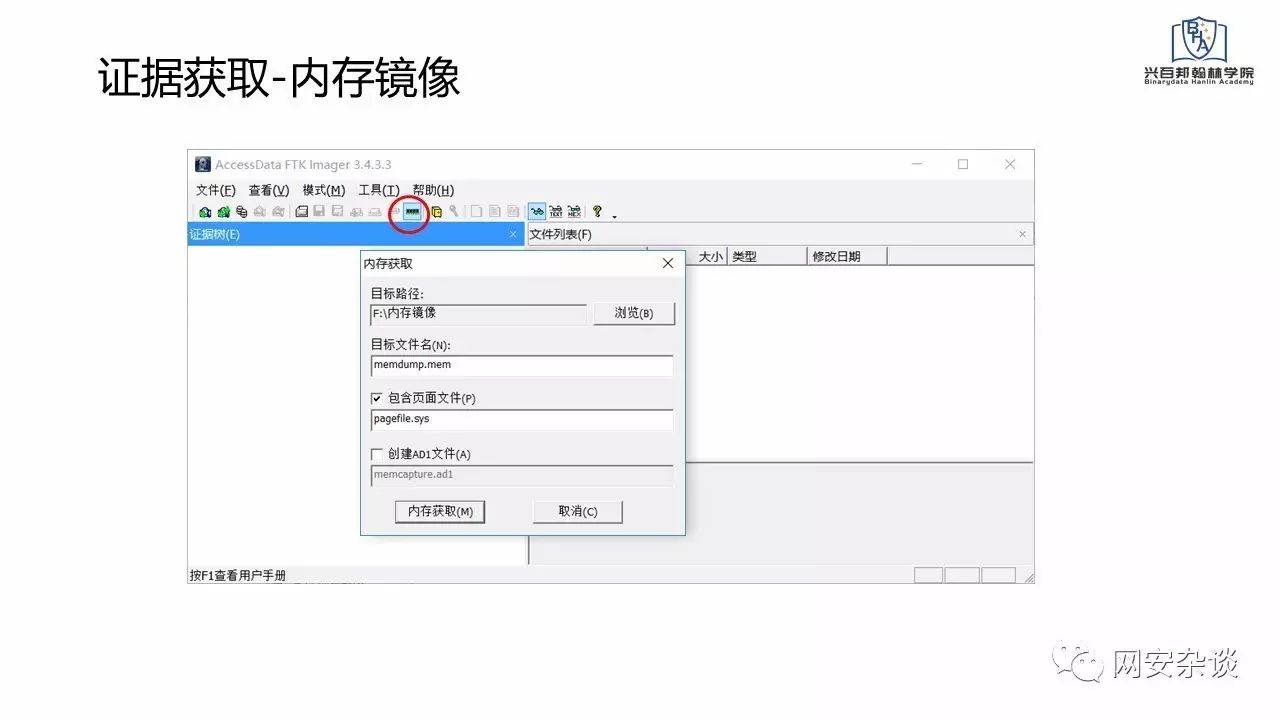 证据获取-内存镜像
BHA
兴百邦翰林学院
Binarydata Hanlin Academy
AccessData FTK Imager 3.4.3.3
文件(F) 查看(V) 模式(M) 工具(T) 帮助(H)
TEXT HEX
证据树(E)
文件列表(F)
大小 类型 修改日期
内存获取
目标路径:
F:\内存镜像 浏览(B)
目标文件名(N):
memdump.mem
包含页面文件(P)
pagefile.sys
创建AD1文件(A)
memcapture.ad1
内存获取(M) 取消(C)
按F1查看用户手册
网安杂谈